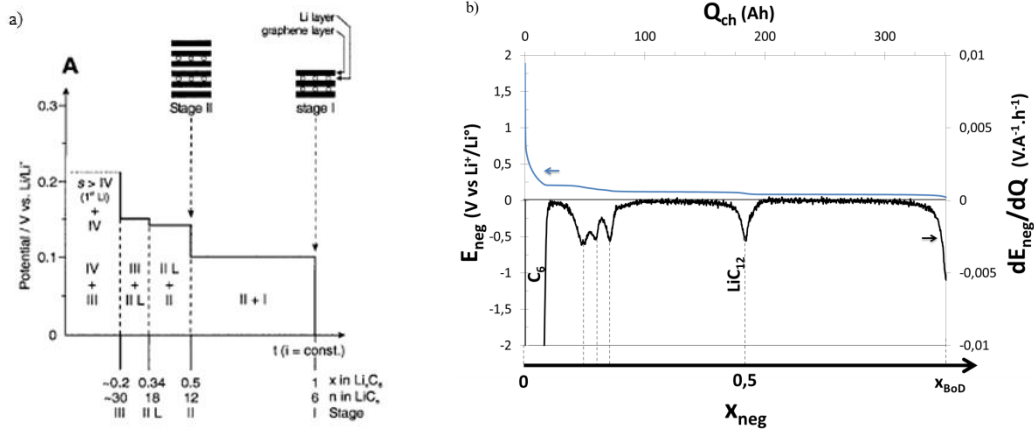 a)
Li layer
graphene layer
A
Stage II
stage I
0.3
0.2
0.1
0
Potential / V vs. Li/Li+
s > IV
(1st Li)
+
IV
IV
+
III
III
+
II L
II L
+
II
II + I
t (i = const.)
~0.2 0.34 0.5 1 x in LixC6
~30 18 12 6 n in LiCn
III II L II I Stage
b)
Qch (Ah)
0 100 200 300
2
1,5
1
0,5
0
-0,5
-1
-1,5
-2
Eneg (V vs Li+/Li°)
C6
LiC12
0,01
0,005
0
-0,005
-0,01
dEneg/dQ (V.A-1.h-1)
0 0,5 xBoD
xneg